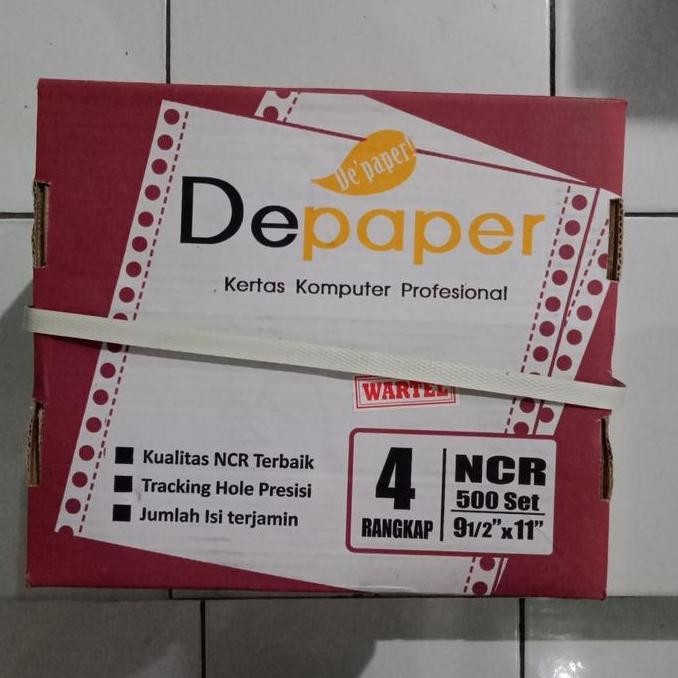 De'paper!
Depaper
Kertas Komputer Profesional
WARTEL
Kualitas NCR Terbaik
Tracking Hole Presisi
Jumlah Isi terjamin
4
RANGKAP
NCR
500 Set
91/2”x11”